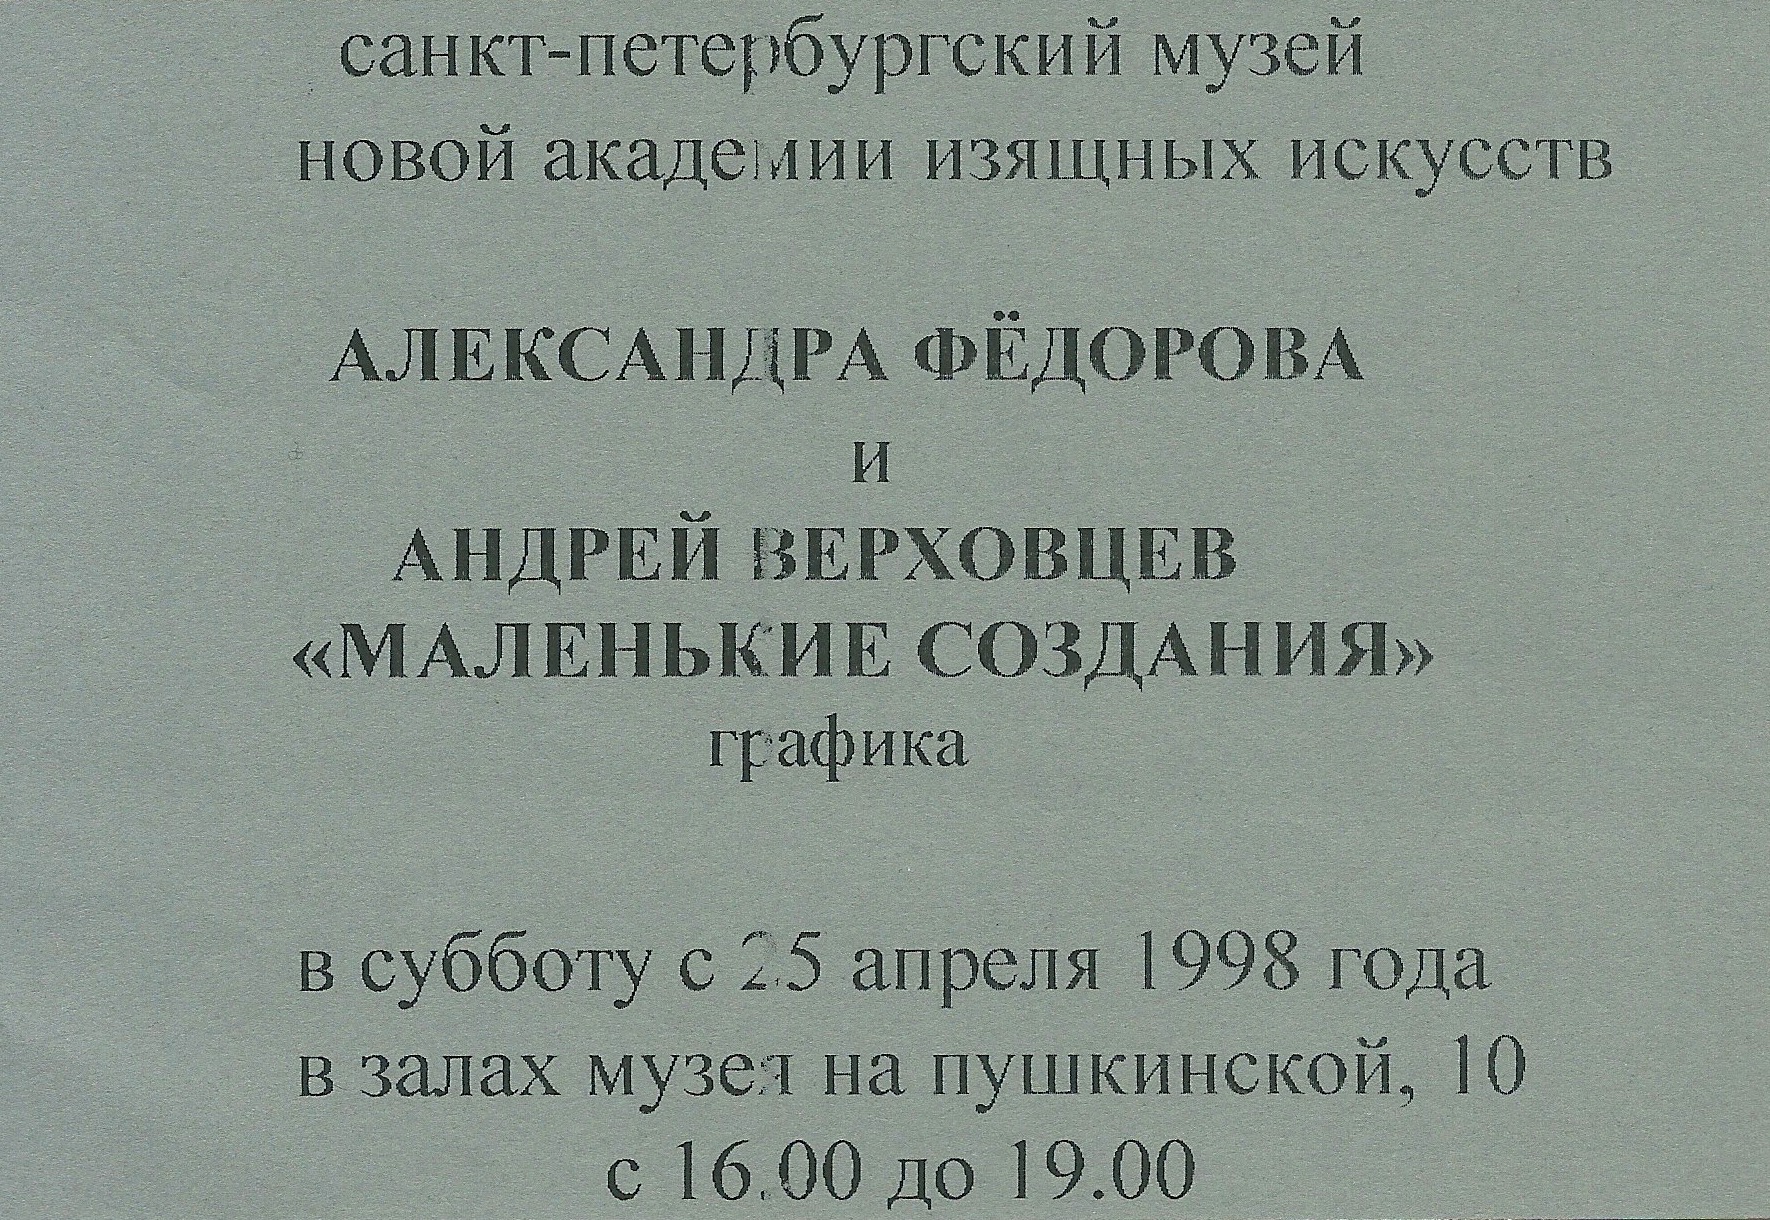 санкт-петербургский музей
новой академии изящных искусств
АЛЕКСАНДРА ФЁДОРОВА
и
АНДРЕЙ ВЕРХОВЦЕВ
«МАЛЕНЬКИЕ СОЗДАНИЯ»
графика
в субботу с 25 апреля 1998 года
в залах музея на пушкинской, 10
с 16.00 до 19.00